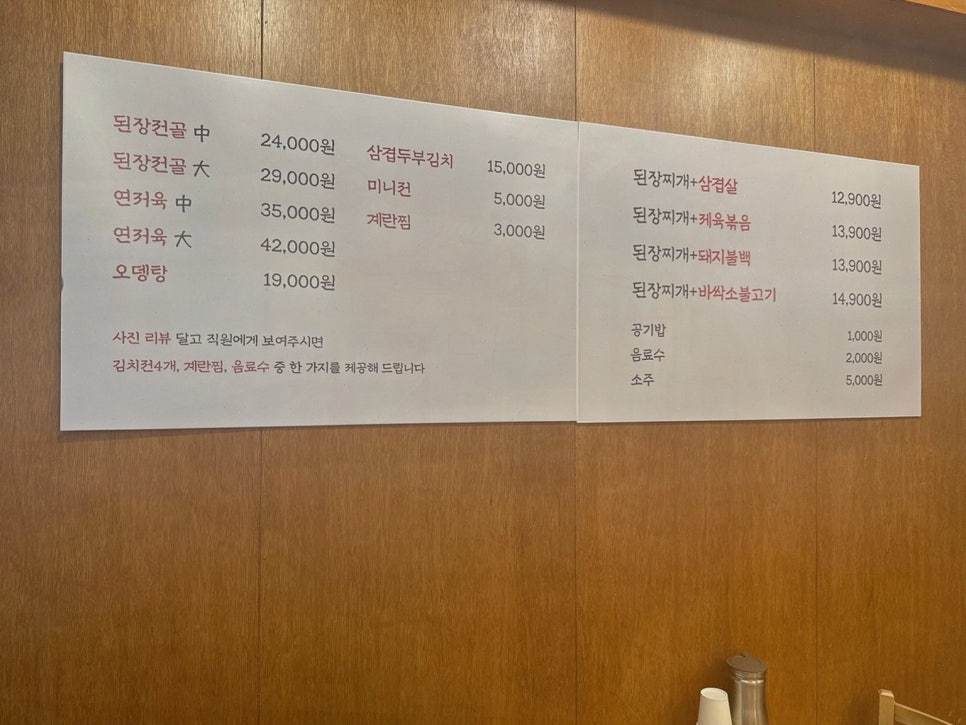 된장전골 中 24,000원
된장전골 大 29,000원
연저육 中 35,000원
연저육 大 42,000원
오뎅탕 19,000원
삼겹두부김치 15,000원
미니전 5,000원
계란찜 3,000원
사진 리뷰 달고 직원에게 보여주시면
김치전4개, 계란찜, 음료수 중 한 가지를 제공해 드립니다
된장찌개+삼겹살 12,900원
된장찌개+제육볶음 13,900원
된장찌개+돼지불백 13,900원
된장찌개+바싹소불고기 14,900원
공기밥 1,000원
음료수 2,000원
소주 5,000원